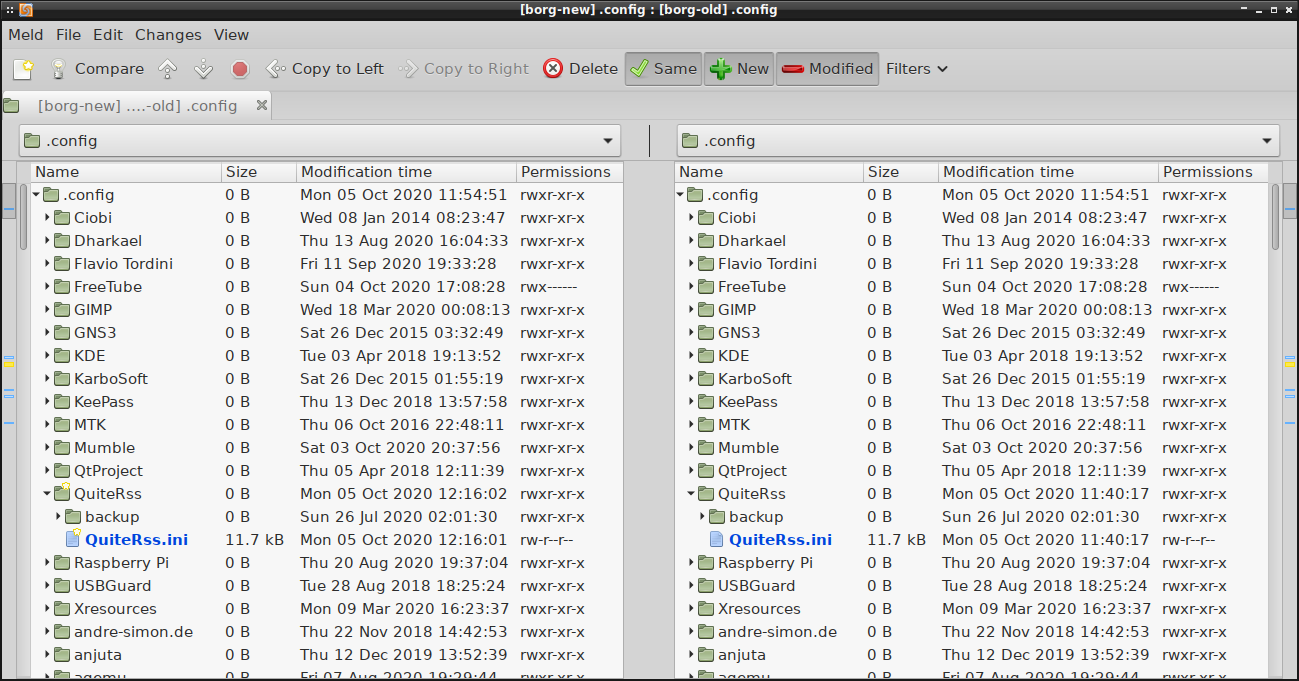 [borg-new] .config : [borg-old] .config
Meld File Edit Changes View
Compare Copy to Left Copy to Right Delete Same New Modified Filters
[borg-new] ....-old] .config
.config .config
Name Size Modification time Permissions Name Size Modification time Permissions
.config 0 B Mon 05 Oct 2020 11:54:51 rwxr-xr-x .config 0 B Mon 05 Oct 2020 11:54:51 rwxr-xr-x
Ciobi 0 B Wed 08 Jan 2014 08:23:47 rwxr-xr-x Ciobi 0 B Wed 08 Jan 2014 08:23:47 rwxr-xr-x
Dharkael 0 B Thu 13 Aug 2020 16:04:33 rwxr-xr-x Dharkael 0 B Thu 13 Aug 2020 16:04:33 rwxr-xr-x
Flavio Tordini 0 B Fri 11 Sep 2020 19:33:28 rwxr-xr-x Flavio Tordini 0 B Fri 11 Sep 2020 19:33:28 rwxr-xr-x
FreeTube 0 B Sun 04 Oct 2020 17:08:28 rwx------ FreeTube 0 B Sun 04 Oct 2020 17:08:28 rwx------
GIMP 0 B Wed 18 Mar 2020 00:08:13 rwxr-xr-x GIMP 0 B Wed 18 Mar 2020 00:08:13 rwxr-xr-x
GNS3 0 B Sat 26 Dec 2015 03:32:49 rwxr-xr-x GNS3 0 B Sat 26 Dec 2015 03:32:49 rwxr-xr-x
KDE 0 B Tue 03 Apr 2018 19:13:52 rwxr-xr-x KDE 0 B Tue 03 Apr 2018 19:13:52 rwxr-xr-x
KarboSoft 0 B Sat 26 Dec 2015 01:55:19 rwxr-xr-x KarboSoft 0 B Sat 26 Dec 2015 01:55:19 rwxr-xr-x
KeePass 0 B Thu 13 Dec 2018 13:57:58 rwxr-xr-x KeePass 0 B Thu 13 Dec 2018 13:57:58 rwxr-xr-x
MTK 0 B Thu 06 Oct 2016 22:48:11 rwxr-xr-x MTK 0 B Thu 06 Oct 2016 22:48:11 rwxr-xr-x
Mumble 0 B Sat 03 Oct 2020 20:37:56 rwxr-xr-x Mumble 0 B Sat 03 Oct 2020 20:37:56 rwxr-xr-x
QtProject 0 B Thu 05 Apr 2018 12:11:39 rwxr-xr-x QtProject 0 B Thu 05 Apr 2018 12:11:39 rwxr-xr-x
QuiteRss 0 B Mon 05 Oct 2020 12:16:02 rwxr-xr-x QuiteRss 0 B Mon 05 Oct 2020 11:40:17 rwxr-xr-x
backup 0 B Sun 26 Jul 2020 02:01:30 rwxr-xr-x backup 0 B Sun 26 Jul 2020 02:01:30 rwxr-xr-x
QuiteRss.ini 11.7 kB Mon 05 Oct 2020 12:16:01 rw-r--r-- QuiteRss.ini 11.7 kB Mon 05 Oct 2020 11:40:17 rw-r--r--
Raspberry Pi 0 B Thu 20 Aug 2020 19:37:04 rwxr-xr-x Raspberry Pi 0 B Thu 20 Aug 2020 19:37:04 rwxr-xr-x
USBGuard 0 B Tue 28 Aug 2018 18:25:24 rwxr-xr-x USBGuard 0 B Tue 28 Aug 2018 18:25:24 rwxr-xr-x
Xresources 0 B Mon 09 Mar 2020 16:23:37 rwxr-xr-x Xresources 0 B Mon 09 Mar 2020 16:23:37 rwxr-xr-x
andre-simon.de 0 B Thu 22 Nov 2018 14:42:53 rwxr-xr-x andre-simon.de 0 B Thu 22 Nov 2018 14:42:53 rwxr-xr-x
anjuta 0 B Thu 12 Dec 2019 13:52:39 rwxr-xr-x anjuta 0 B Thu 12 Dec 2019 13:52:39 rwxr-xr-x
0 B Fri 07 Aug 2020 19:29:44 rwxr-xr-x 0 B Fri 07 Aug 2020 19:29:44 rwxr-xr-x